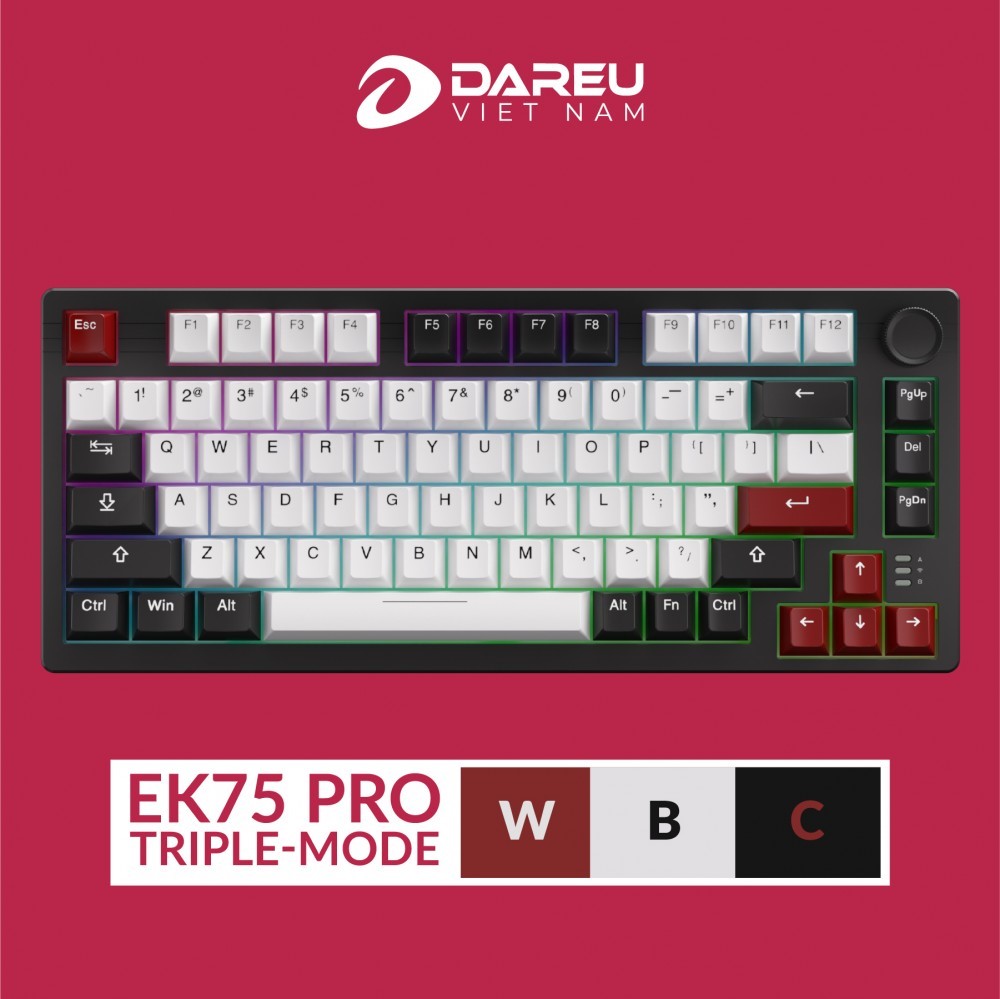 DAREU
VIET NAM
Esc F1 F2 F3 F4 F5 F6 F7 F8 F9 F10 F11 F12
`~ 1! 2@ 3# 4$ 5% 6^ 7& 8* 9( 0) -— =+ ← PgUp
Q W E R T Y U I O P {[ }] |\ Del
A S D F G H J K L :; ", PgDn
⇧ Z X C V B N M <, >. ?/ ⇧ ↑
Ctrl Win Alt Alt Fn Ctrl ← ↓ →
EK75 PRO
TRIPLE-MODE
W B C